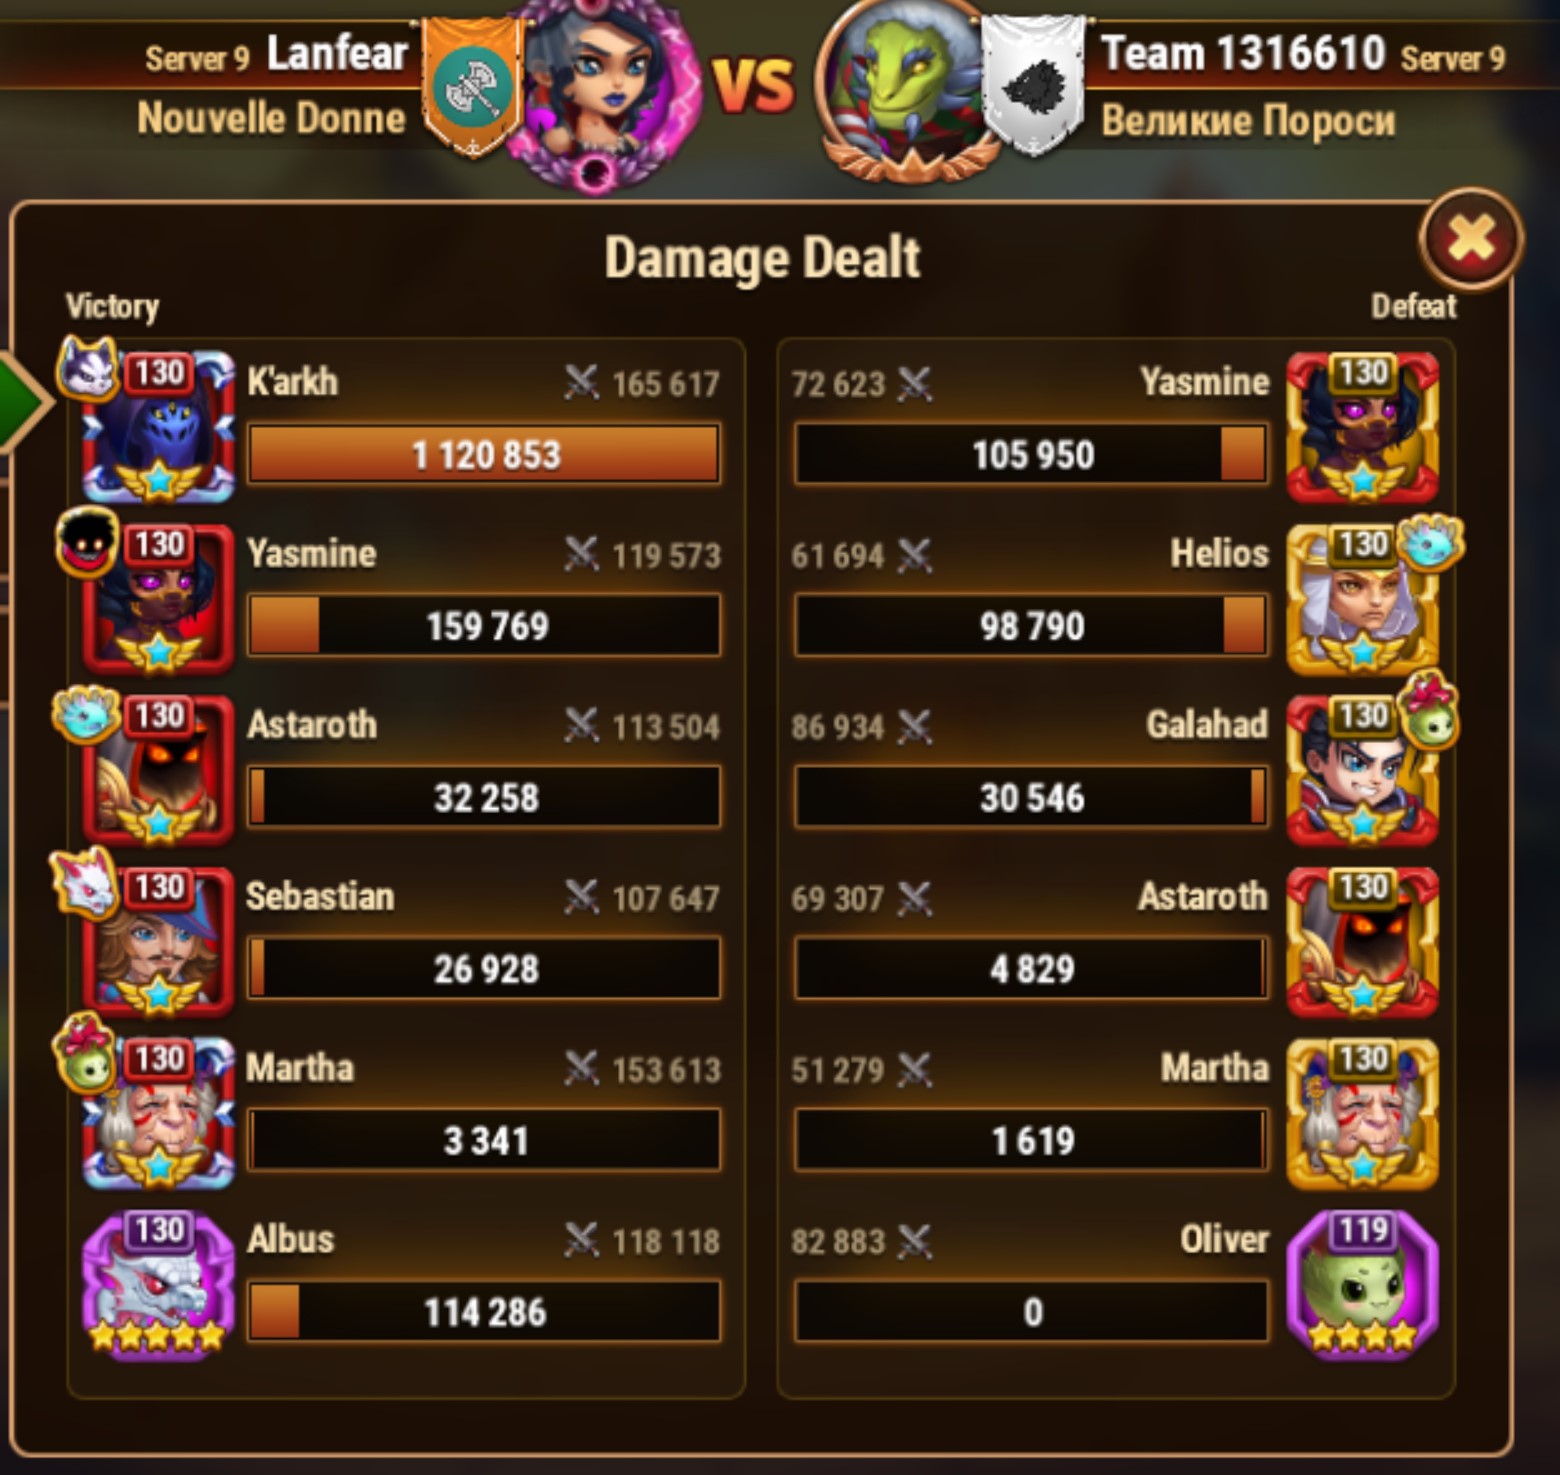 Server 9 Lanfear VS Team 1316610 Server 9
Nouvelle Donne Великие Пороси
Damage Dealt
Victory Defeat
130 K'arkh 165 617
1 120 853
72 623 Yasmine 130
105 950
130 Yasmine 119 573
159 769
61 694 Helios 130
98 790
130 Astaroth 113 504
32 258
86 934 Galahad 130
30 546
130 Sebastian 107 647
26 928
69 307 Astaroth 130
4 829
130 Martha 153 613
3 341
51 279 Martha 130
1 619
130 Albus 118 118
114 286
82 883 Oliver 119
0